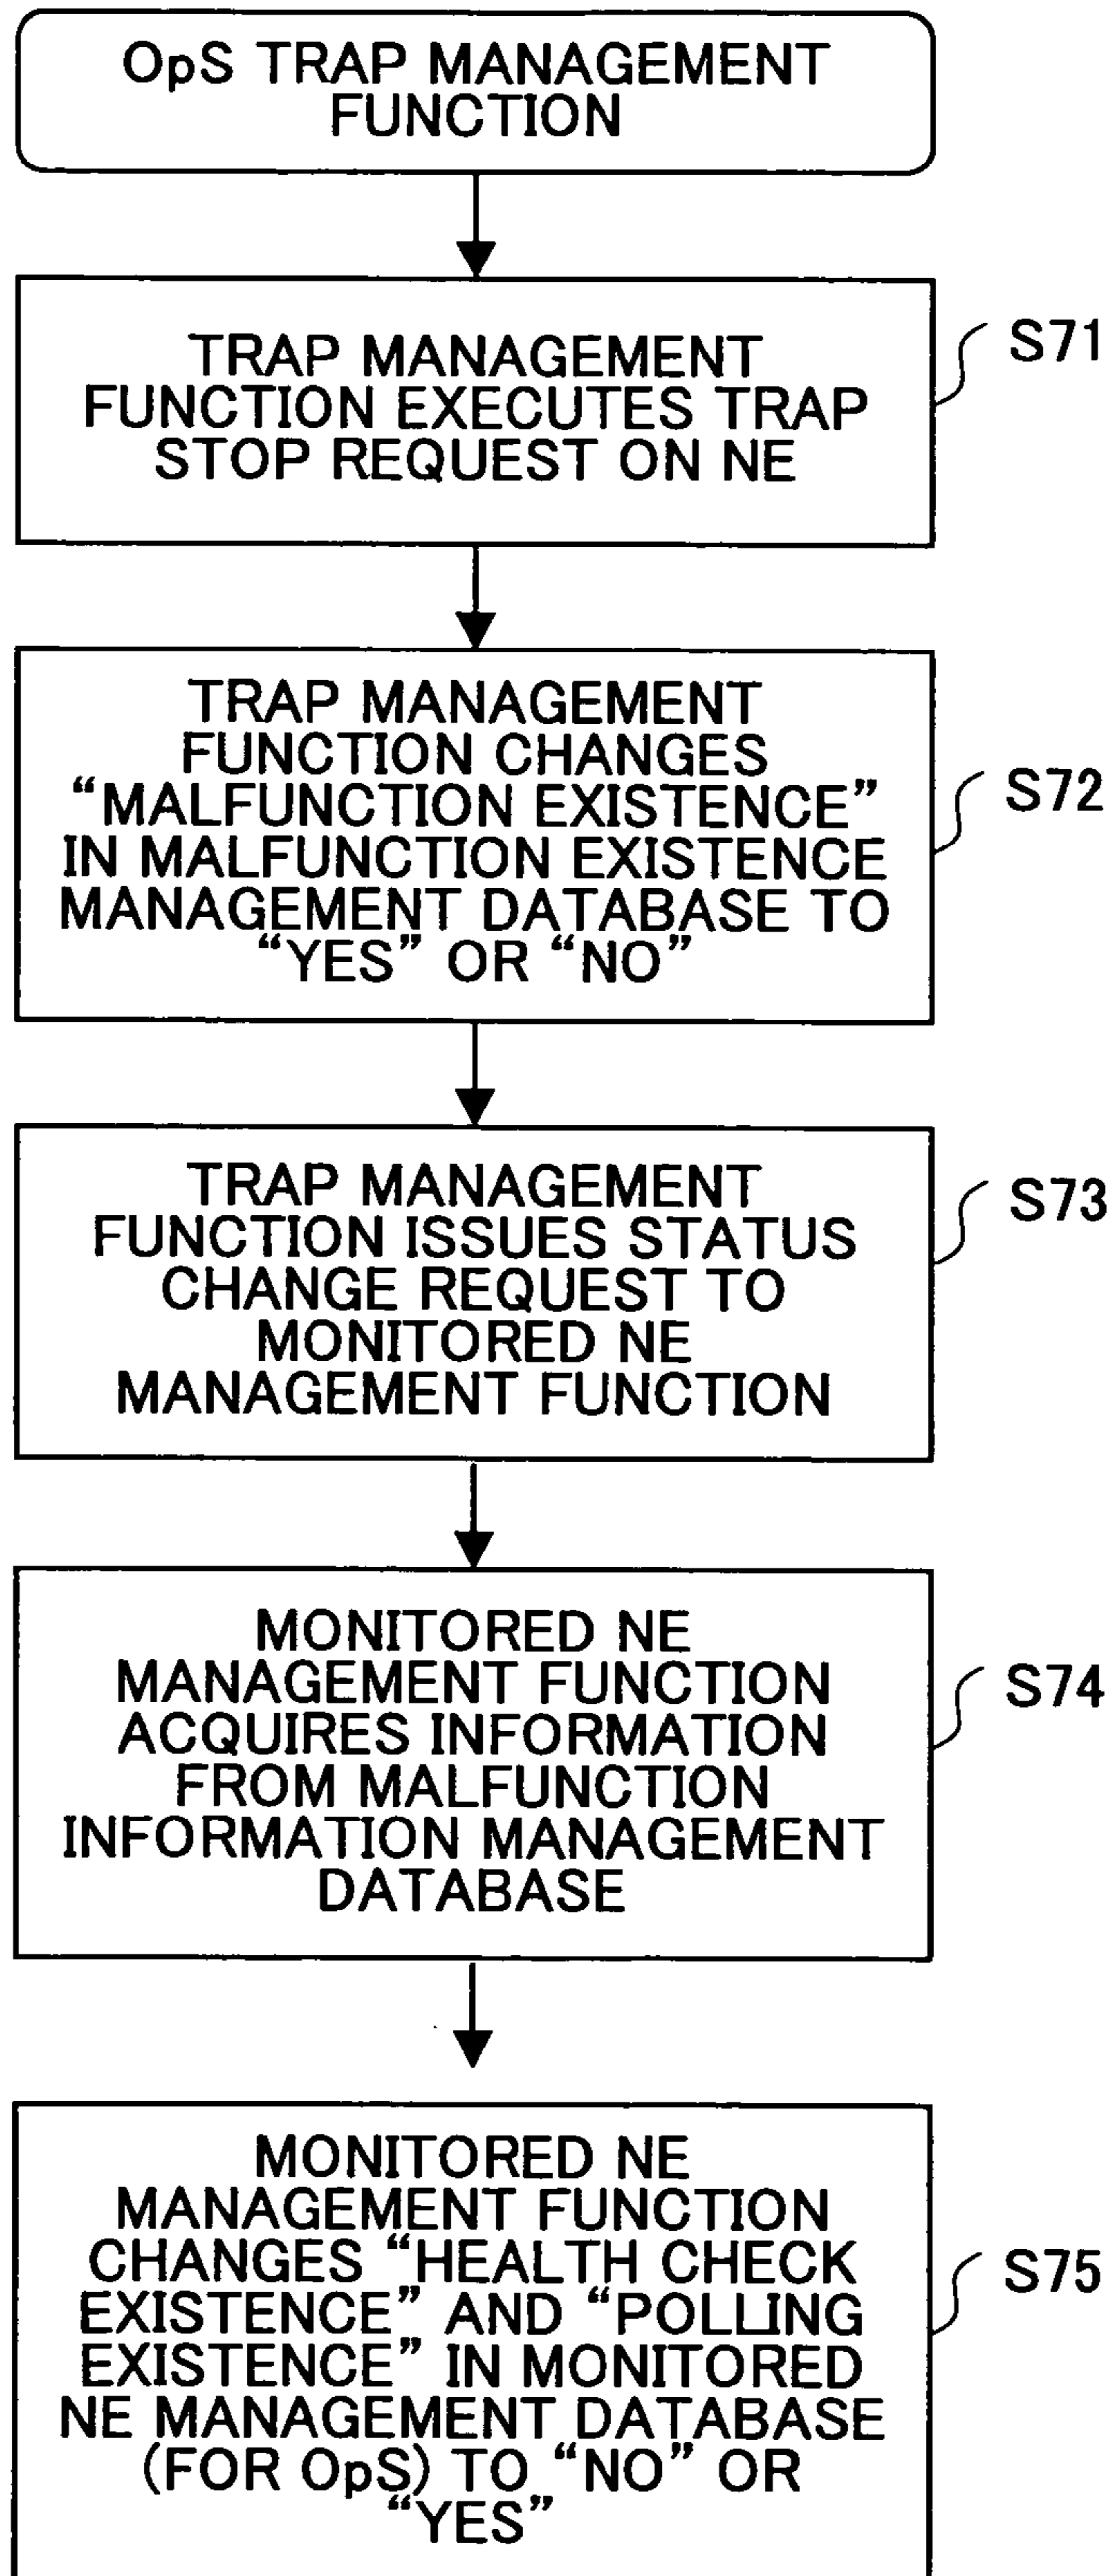 OpS TRAP MANAGEMENT
FUNCTION
TRAP MANAGEMENT
FUNCTION EXECUTES TRAP
STOP REQUEST ON NE
S71
TRAP MANAGEMENT
FUNCTION CHANGES
“MALFUNCTION EXISTENCE”
IN MALFUNCTION EXISTENCE
MANAGEMENT DATABASE TO
“YES” OR “NO”
S72
TRAP MANAGEMENT
FUNCTION ISSUES STATUS
CHANGE REQUEST TO
MONITORED NE
MANAGEMENT FUNCTION
S73
MONITORED NE
MANAGEMENT FUNCTION
ACQUIRES INFORMATION
FROM MALFUNCTION
INFORMATION MANAGEMENT
DATABASE
S74
MONITORED NE
MANAGEMENT FUNCTION
CHANGES “HEALTH CHECK
EXISTENCE” AND “POLLING
EXISTENCE” IN MONITORED
NE MANAGEMENT DATABASE
(FOR OpS) TO “NO” OR
“YES”
S75